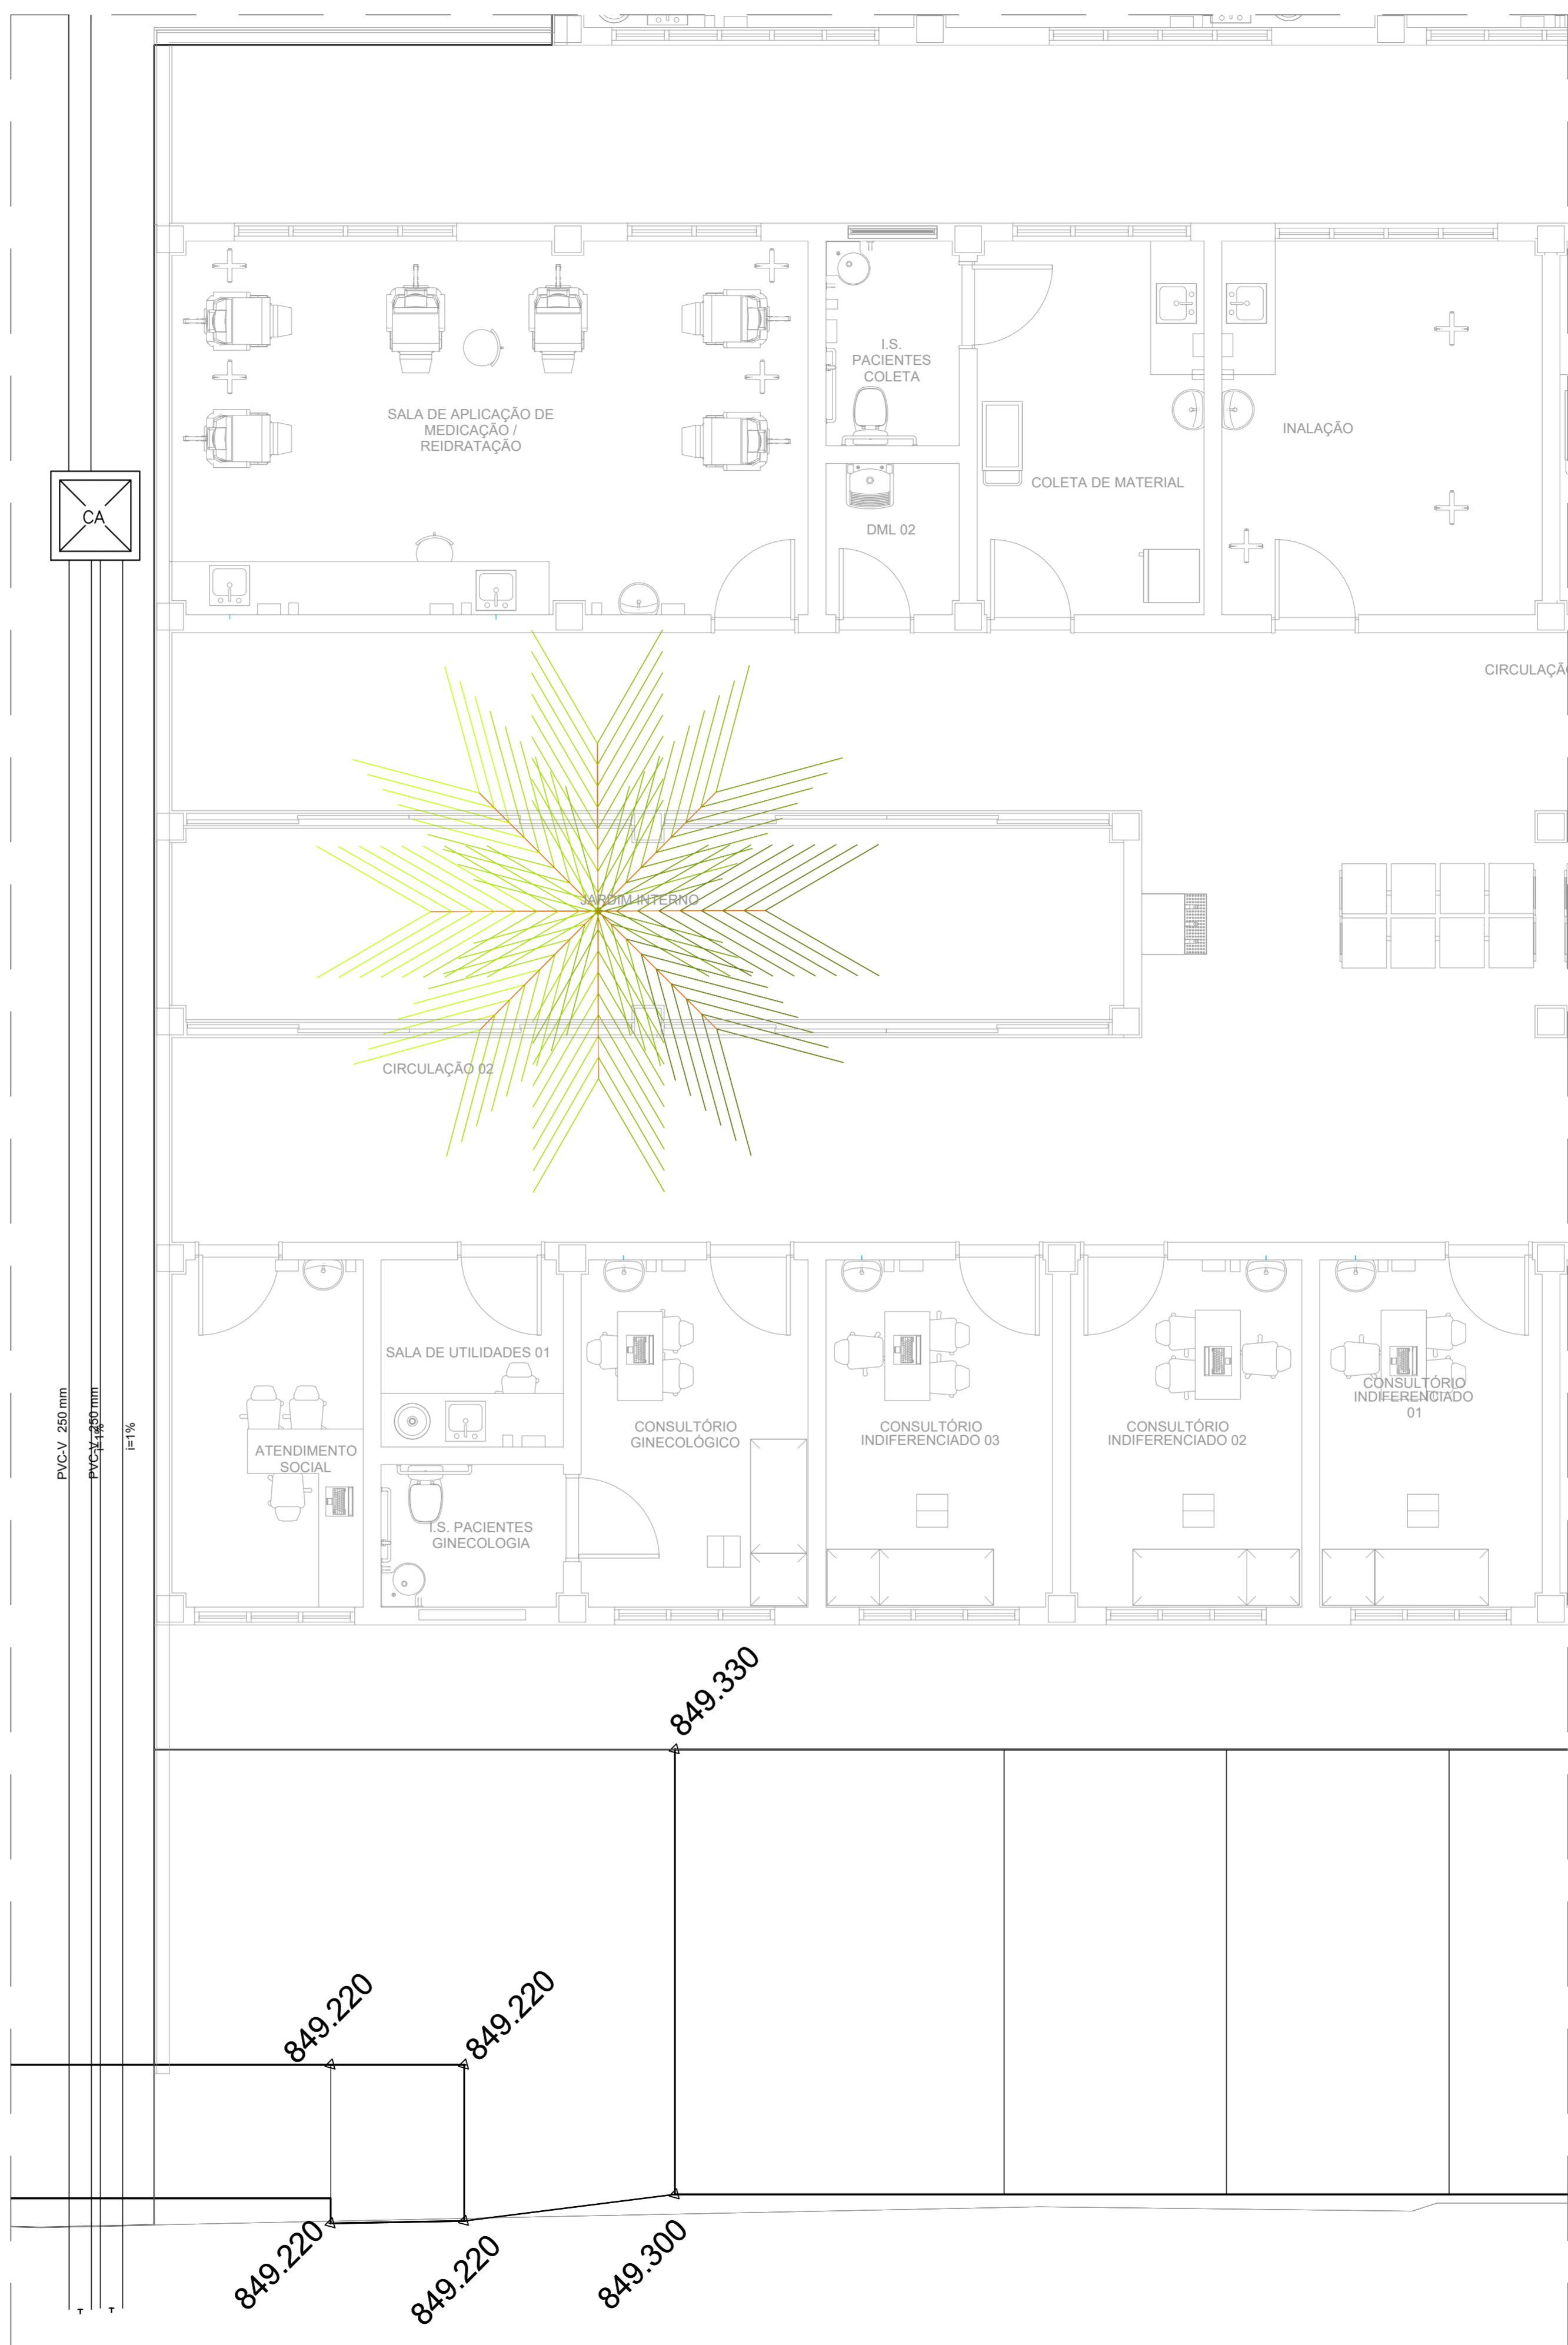 I.S.
PACIENTES
COLETA
SALA DE APLICAÇÃO DE
MEDICAÇÃO /
REIDRATAÇÃO
INALAÇÃO
COLETA DE MATERIAL
CA
DML 02
JARDIM INTERNO
CIRCULAÇÃO 02
SALA DE UTILIDADES 01
CONSULTÓRIO
INDIFERENCIADO
01
CONSULTÓRIO
GINECOLÓGICO
CONSULTÓRIO
INDIFERENCIADO 03
CONSULTÓRIO
INDIFERENCIADO 02
ATENDIMENTO
SOCIAL
I.S. PACIENTES
GINECOLOGIA
PVC-V 250 mm
PVC-V 250 mm
i=1%
i=1%
849.330
849.220
849.220
849.220
849.220
849.300